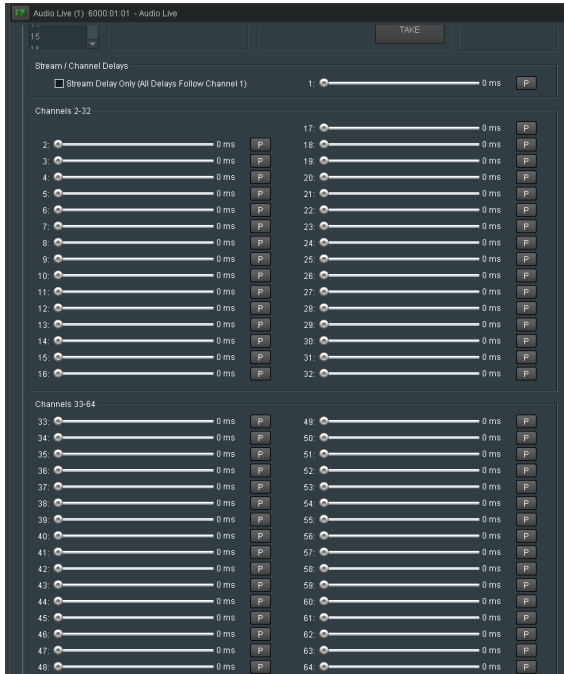 Audio Live (1) 6000:01:01 - Audio Live
15
TAKE
Stream / Channel Delays
Stream Delay Only (All Delays Follow Channel 1) 1: 0 ms P
Channels 2-32
17: 0 ms P
2: 0 ms P 18: 0 ms P
3: 0 ms P 19: 0 ms P
4: 0 ms P 20: 0 ms P
5: 0 ms P 21: 0 ms P
6: 0 ms P 22: 0 ms P
7: 0 ms P 23: 0 ms P
8: 0 ms P 24: 0 ms P
9: 0 ms P 25: 0 ms P
10: 0 ms P 26: 0 ms P
11: 0 ms P 27: 0 ms P
12: 0 ms P 28: 0 ms P
13: 0 ms P 29: 0 ms P
14: 0 ms P 30: 0 ms P
15: 0 ms P 31: 0 ms P
16: 0 ms P 32: 0 ms P
Channels 33-64
33: 0 ms P 49: 0 ms P
34: 0 ms P 50: 0 ms P
35: 0 ms P 51: 0 ms P
36: 0 ms P 52: 0 ms P
37: 0 ms P 53: 0 ms P
38: 0 ms P 54: 0 ms P
39: 0 ms P 55: 0 ms P
40: 0 ms P 56: 0 ms P
41: 0 ms P 57: 0 ms P
42: 0 ms P 58: 0 ms P
43: 0 ms P 59: 0 ms P
44: 0 ms P 60: 0 ms P
45: 0 ms P 61: 0 ms P
46: 0 ms P 62: 0 ms P
47: 0 ms P 63: 0 ms P
48: 0 ms P 64: 0 ms P